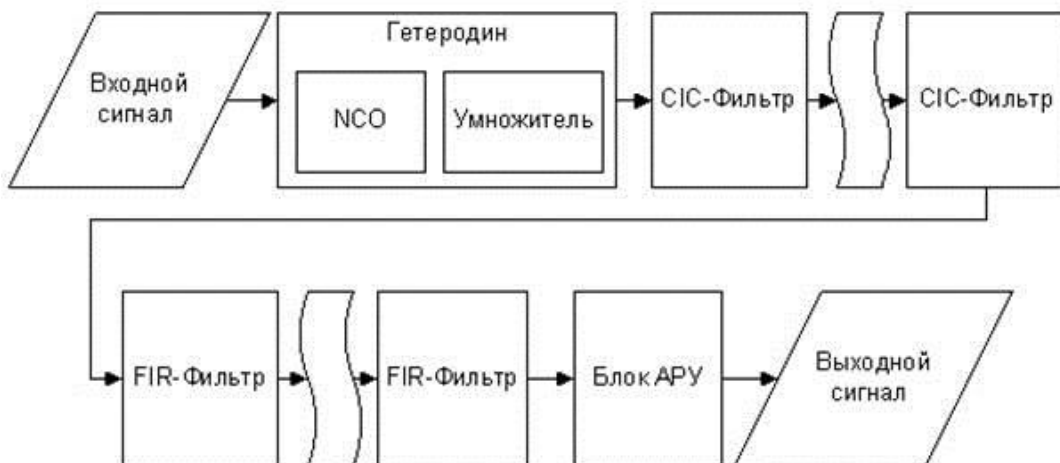 Входной
сигнал
Гетеродин
NCO
Умножитель
CIC-Фильтр
CIC-Фильтр
FIR-Фильтр
FIR-Фильтр
Блок АРУ
Выходной
сигнал